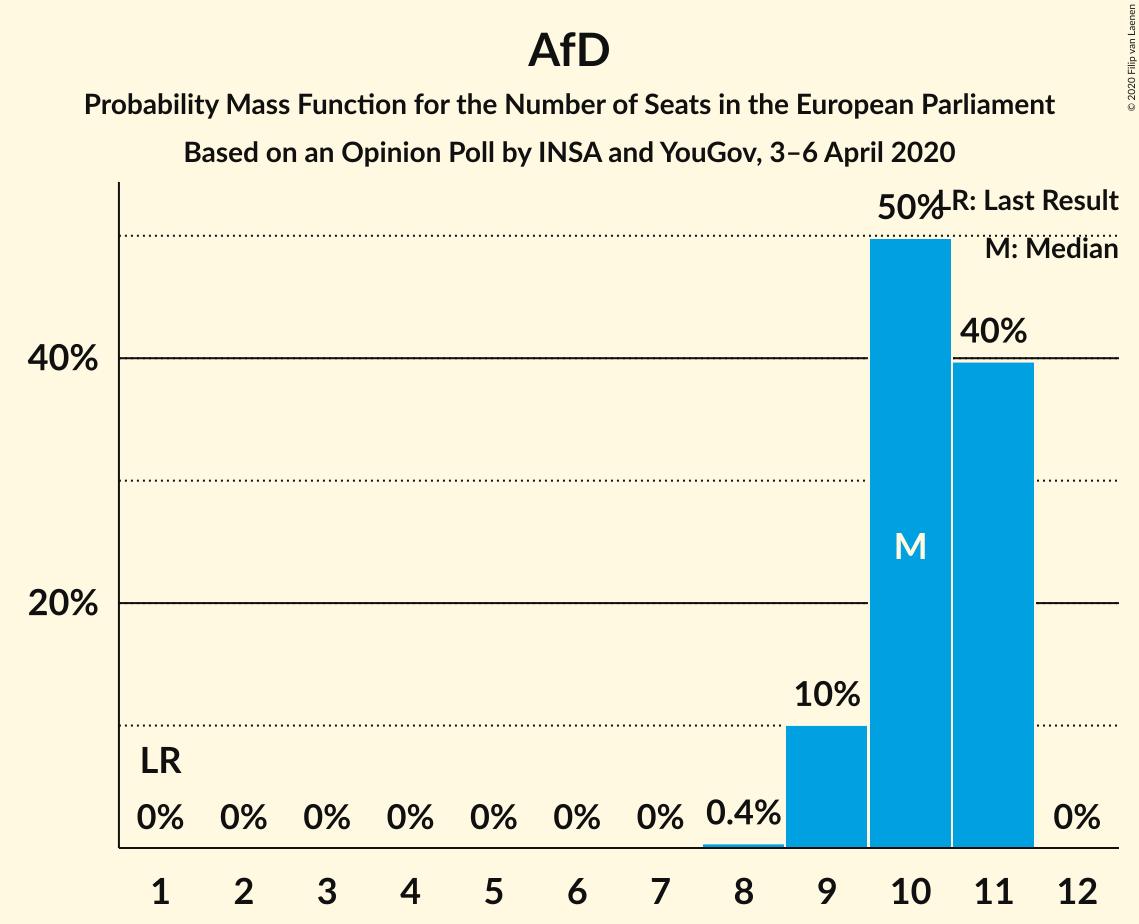 AfD
Probability Mass Function for the Number of Seats in the European Parliament
Based on an Opinion Poll by INSA and YouGov, 3–6 April 2020
© 2020 Filip van Laenen
LR: Last Result
M: Median
50%
40%
40%
20%
M
10%
LR
0% 0% 0% 0% 0% 0% 0% 0.4% 0%
1 2 3 4 5 6 7 8 9 10 11 12